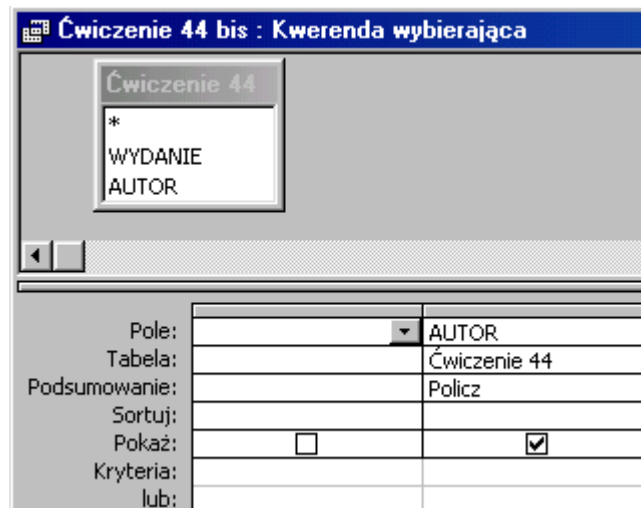 Ćwiczenie 44 bis : Kwerenda wybierająca
Ćwiczenie 44
*
WYDANIE
AUTOR
Pole: AUTOR
Tabela: Ćwiczenie 44
Podsumowanie: Policz
Sortuj:
Pokaż:
Kryteria:
lub: